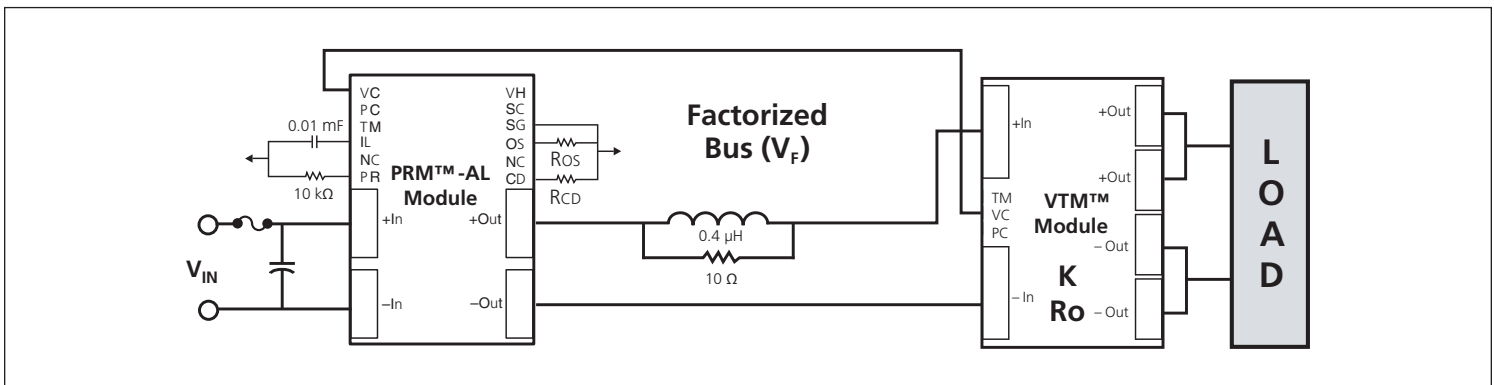 VC
PC
TM
IL
NC
PR
0.01 mF
10 kΩ
VH
SC
SG
OS
NC
CD
ROS
RCD
PRM™-AL
Module
+In
–In
+Out
–Out
VIN
Factorized
Bus (VF)
0.4 µH
10 Ω
+In
TM
VC
PC
– In
VTM™
Module
K
Ro
+Out
+Out
– Out
– Out
L
O
A
D